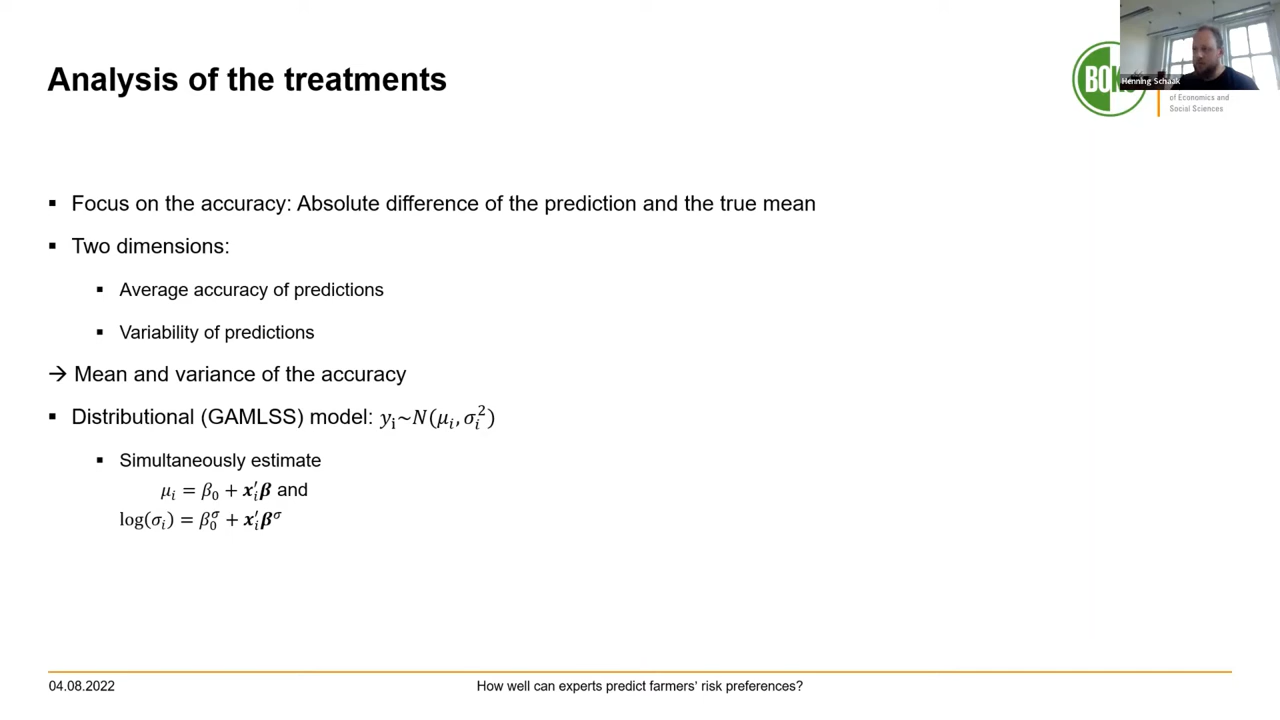 Analysis of the treatments
BOKU
Henning Schaak
of Economics and
Social Sciences
▪ Focus on the accuracy: Absolute difference of the prediction and the true mean
▪ Two dimensions:
▪ Average accuracy of predictions
▪ Variability of predictions
→ Mean and variance of the accuracy
▪ Distributional (GAMLSS) model: yᵢ~N(μᵢ, σᵢ²)
▪ Simultaneously estimate
μᵢ = β₀ + xᵢ′β and
log(σᵢ) = β₀^σ + xᵢ′β^σ
04.08.2022
How well can experts predict farmers' risk preferences?